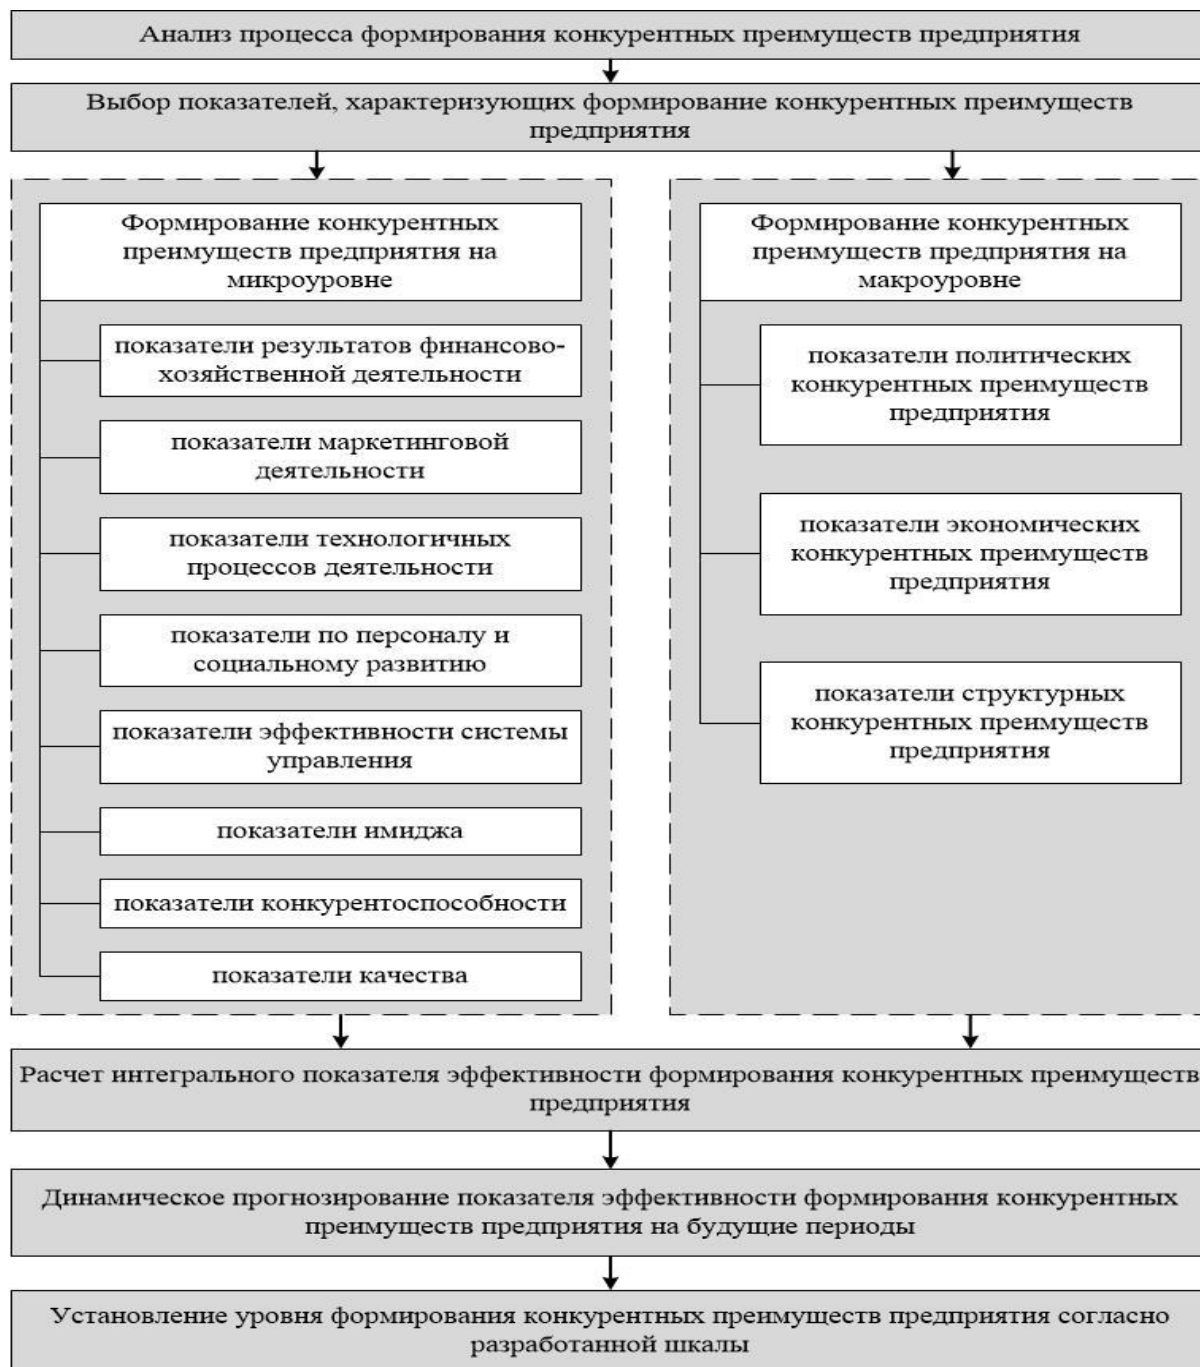 Анализ процесса формирования конкурентных преимуществ предприятия
Выбор показателей, характеризующих формирование конкурентных преимуществ
предприятия
Формирование конкурентных
преимуществ предприятия на
микроуровне
показатели результатов финансово-
хозяйственной деятельности
показатели маркетинговой
деятельности
показатели технологичных
процессов деятельности
показатели по персоналу и
социальному развитию
показатели эффективности системы
управления
показатели имиджа
показатели конкурентоспособности
показатели качества
Формирование конкурентных
преимуществ предприятия на
макроуровне
показатели политических
конкурентных преимуществ
предприятия
показатели экономических
конкурентных преимуществ
предприятия
показатели структурных
конкурентных преимуществ
предприятия
Расчет интегрального показателя эффективности формирования конкурентных преимуществ
предприятия
Динамическое прогнозирование показателя эффективности формирования конкурентных
преимуществ предприятия на будущие периоды
Установление уровня формирования конкурентных преимуществ предприятия согласно
разработанной шкалы